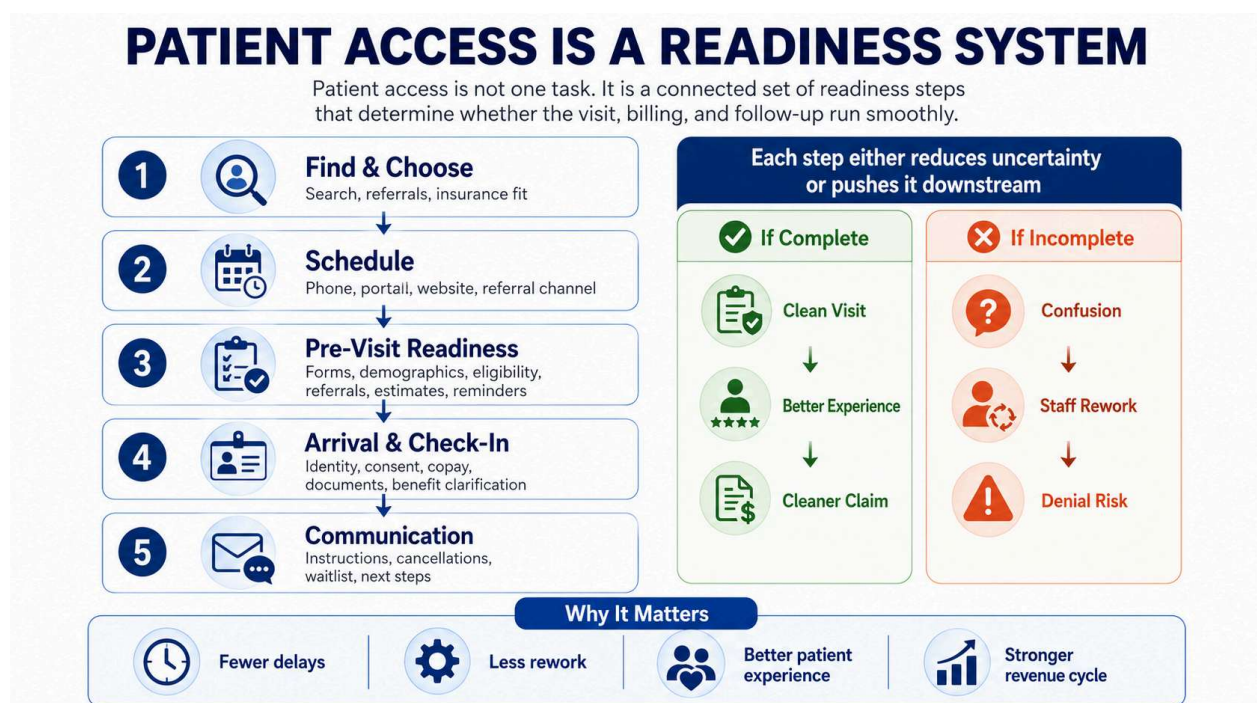 PATIENT ACCESS IS A READINESS SYSTEM
Patient access is not one task. It is a connected set of readiness steps
that determine whether the visit, billing, and follow-up run smoothly.
1
Find & Choose
Search, referrals, insurance fit
2
Schedule
Phone, portail, website, referral channel
3
Pre-Visit Readiness
Forms, demographics, eligibility,
referrals, estimates, reminders
4
Arrival & Check-In
Identity, consent, copay,
documents, benefit clarification
5
Communication
Instructions, cancellations,
waitlist, next steps
Each step either reduces uncertainty
or pushes it downstream
If Complete
Clean Visit
Better Experience
Cleaner Claim
If Incomplete
Confusion
Staff Rework
Denial Risk
Why It Matters
Fewer delays
Less rework
Better patient
experience
Stronger
revenue cycle